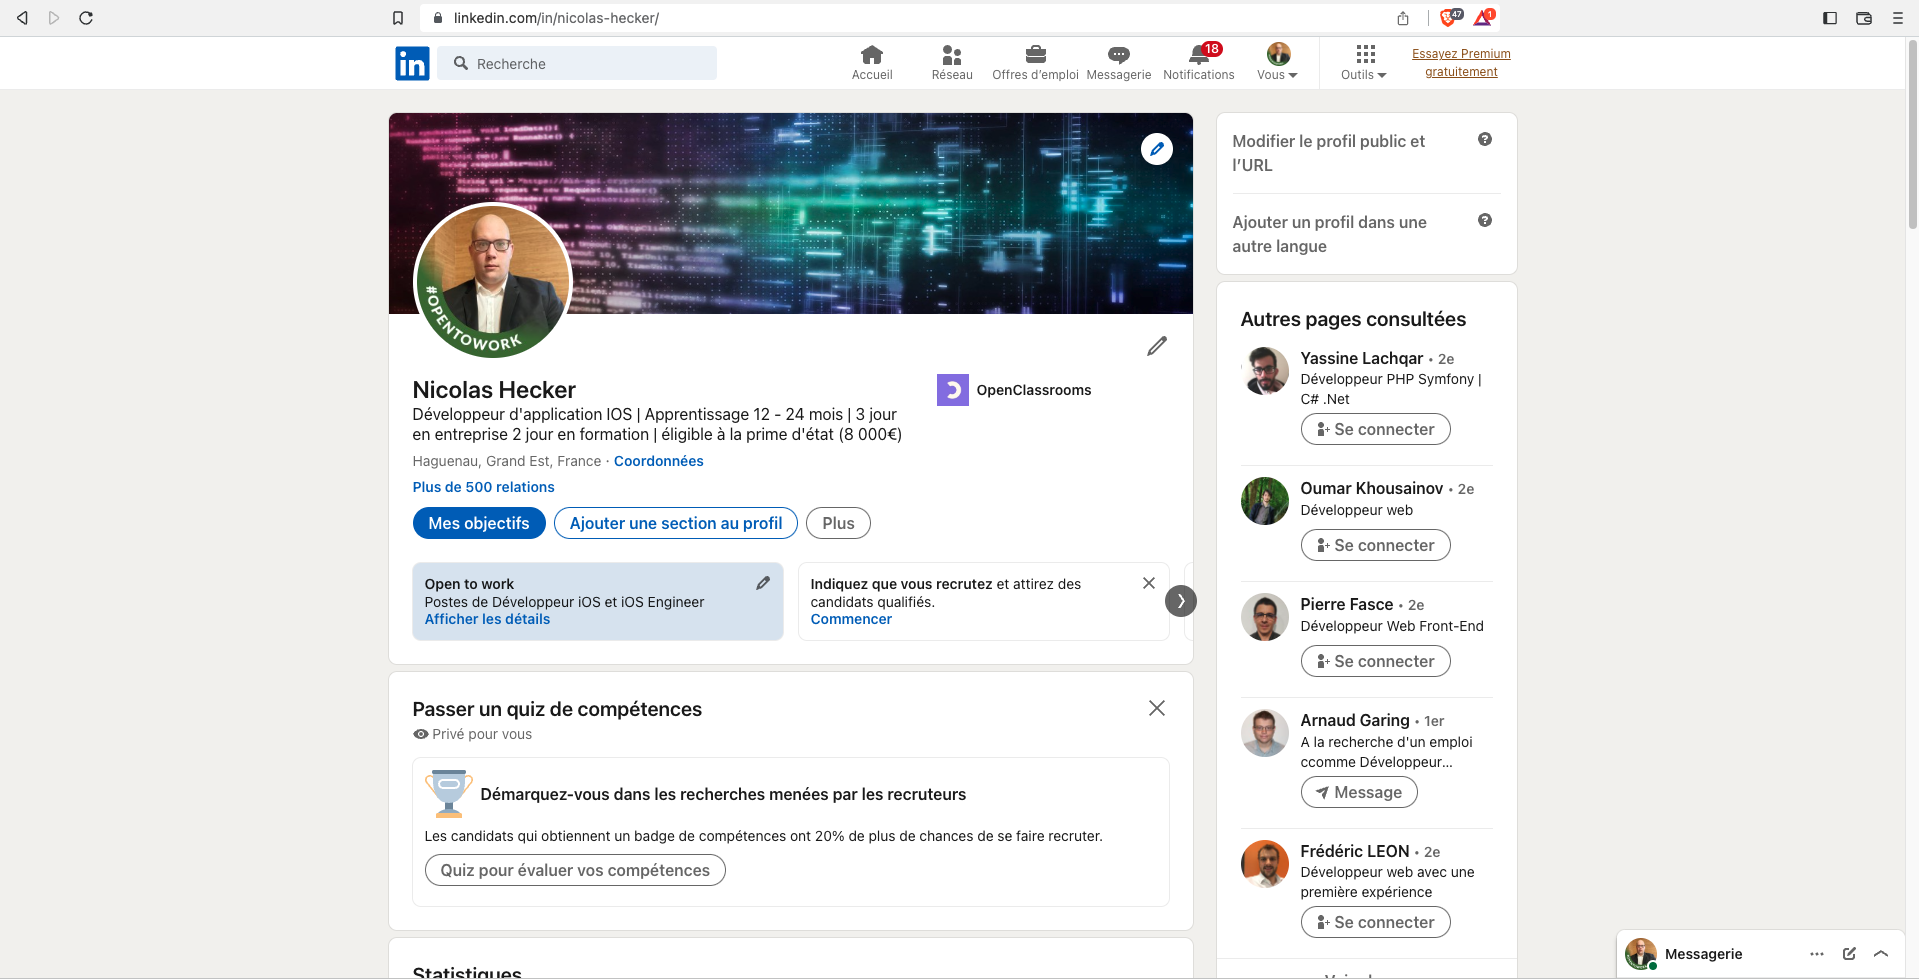 linkedin.com/in/nicolas-hecker/
47
1
in
Recherche
Accueil
Réseau
Offres d'emploi
Messagerie
18
Notifications
Vous
Outils
Essayez Premium
gratuitement
#OPENTOWORK
Nicolas Hecker
Développeur d'application IOS | Apprentissage 12 - 24 mois | 3 jour
en entreprise 2 jour en formation | éligible à la prime d'état (8 000€)
Haguenau, Grand Est, France · Coordonnées
Plus de 500 relations
OpenClassrooms
Mes objectifs
Ajouter une section au profil
Plus
Open to work
Postes de Développeur iOS et iOS Engineer
Afficher les détails
Indiquez que vous recrutez et attirez des
candidats qualifiés.
Commencer
Passer un quiz de compétences
Privé pour vous
Démarquez-vous dans les recherches menées par les recruteurs
Les candidats qui obtiennent un badge de compétences ont 20% de plus de chances de se faire recruter.
Quiz pour évaluer vos compétences
Statistiques
Modifier le profil public et
l'URL
Ajouter un profil dans une
autre langue
Autres pages consultées
Yassine Lachqar • 2e
Développeur PHP Symfony |
C# .Net
Se connecter
Oumar Khousainov • 2e
Développeur web
Se connecter
Pierre Fasce • 2e
Développeur Web Front-End
Se connecter
Arnaud Garing • 1er
A la recherche d'un emploi
ccomme Développeur...
Message
Frédéric LEON • 2e
Développeur web avec une
première expérience
Se connecter
Messagerie